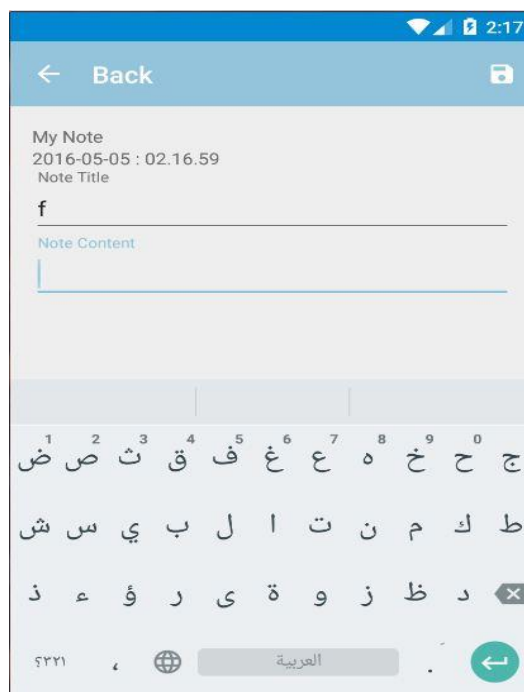 2:17
Back
My Note
2016-05-05 : 02.16.59
Note Title
f
Note Content
1 2 3 4 5 6 7 8 9 0
ض ص ث ق ف غ ع ه خ ح ج
ش س ي ب ل ا ت ن م ك ط
ذ ء ؤ ر ى ة و ز ظ د
؟٣٢١ ، العربية .